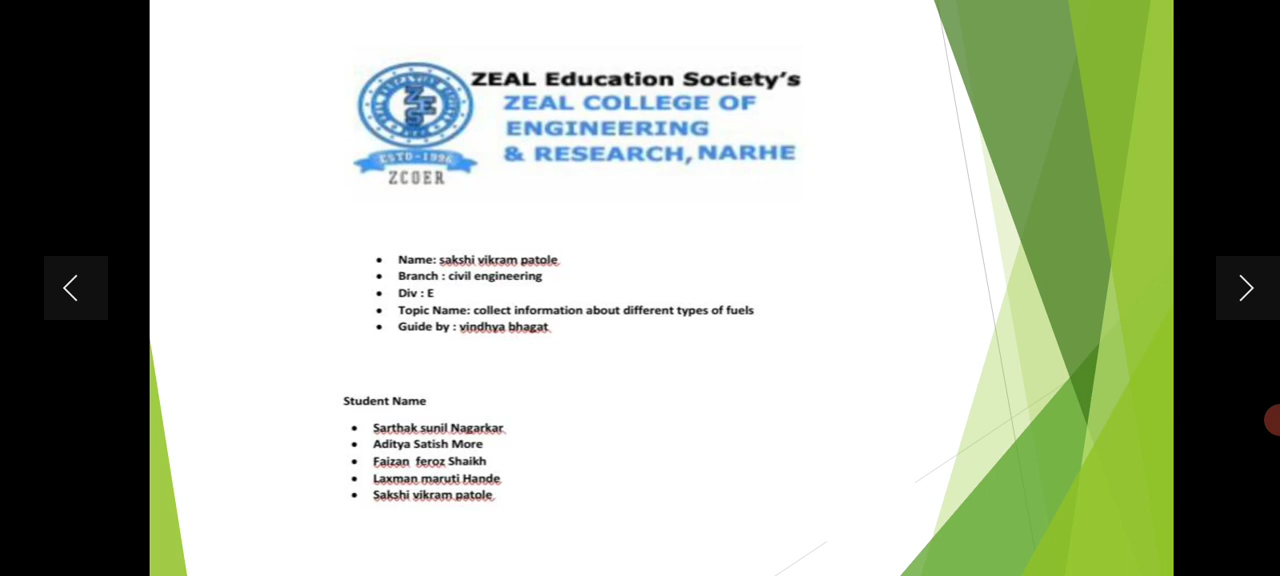 ZEAL Education Society's
ZEAL COLLEGE OF
ENGINEERING
& RESEARCH, NARHE
ZES
ESTD-1996
ZCOER
• Name: sakshi vikram patole
• Branch : civil engineering
• Div : E
• Topic Name: collect information about different types of fuels
• Guide by : vindhya bhagat
Student Name
• Sarthak sunil Nagarkar
• Aditya Satish More
• Faizan feroz Shaikh
• Laxman maruti Hande
• Sakshi vikram patole